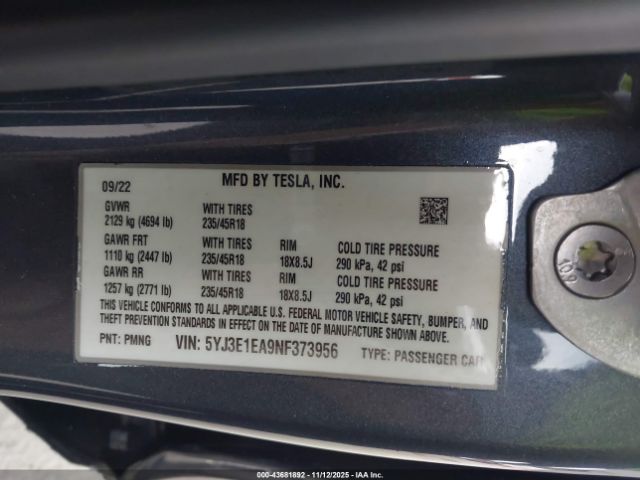 09/22 MFD BY TESLA, INC.
GVWR WITH TIRES
2129 kg (4694 lb) 235/45R18
GAWR FRT WITH TIRES RIM COLD TIRE PRESSURE
1110 kg (2447 lb) 235/45R18 18X8.5J 290 kPa, 42 psi
GAWR RR WITH TIRES RIM COLD TIRE PRESSURE
1257 kg (2771 lb) 235/45R18 18X8.5J 290 kPa, 42 psi
THIS VEHICLE CONFORMS TO ALL APPLICABLE U.S. FEDERAL MOTOR VEHICLE SAFETY, BUMPER, AND
THEFT PREVENTION STANDARDS IN EFFECT ON THE DATE OF MANUFACTURE SHOWN ABOVE.
PNT: PMNG VIN: 5YJ3E1EA9NF373956 TYPE: PASSENGER CAR
10.9
000-43681892 - 11/12/2025 - IAA Inc.